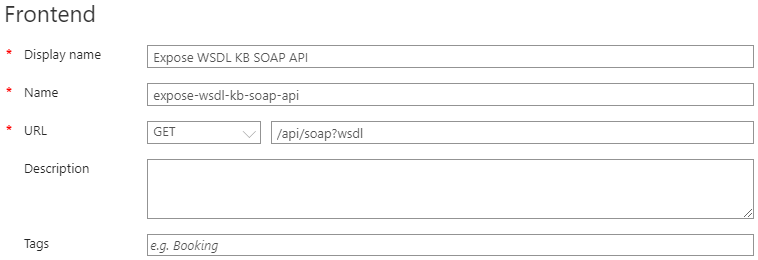 Frontend
* Display name Expose WSDL KB SOAP API
* Name expose-wsdl-kb-soap-api
* URL GET /api/soap?wsdl
Description
Tags e.g. Booking